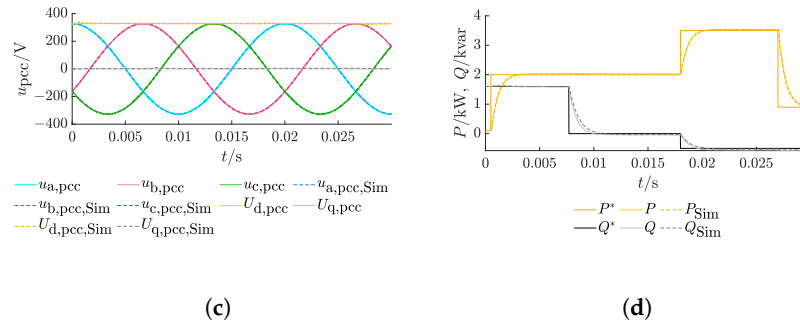 400
200
0
−200
−400
u_pcc/V
0 0.005 0.01 0.015 0.02 0.025
t/s
u_a,pcc u_b,pcc u_c,pcc u_a,pcc,Sim
u_b,pcc,Sim u_c,pcc,Sim U_d,pcc U_q,pcc
U_d,pcc,Sim U_q,pcc,Sim
(c)
4
3
2
1
0
P/kW, Q/kvar
0 0.005 0.01 0.015 0.02 0.025
t/s
P* P P_Sim
Q* Q Q_Sim
(d)